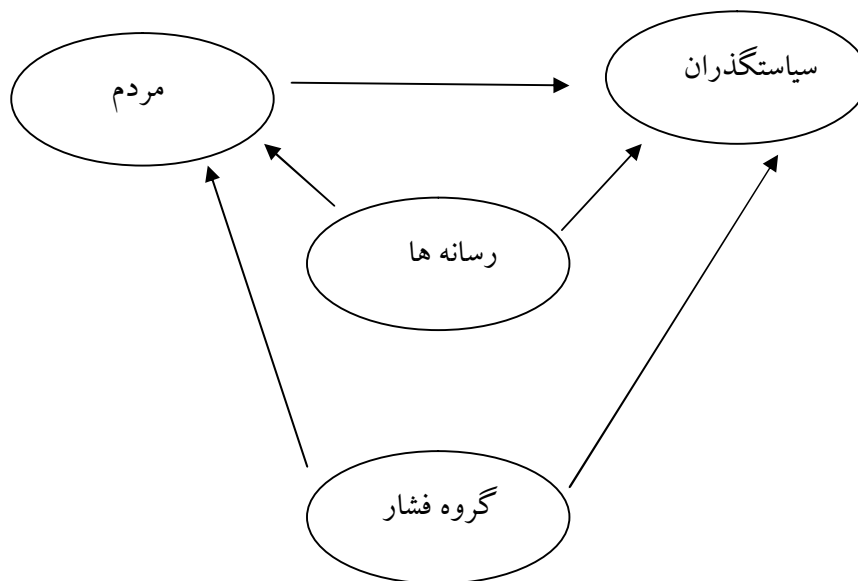 سیاستگذران
مردم
رسانه ها
گروه فشار